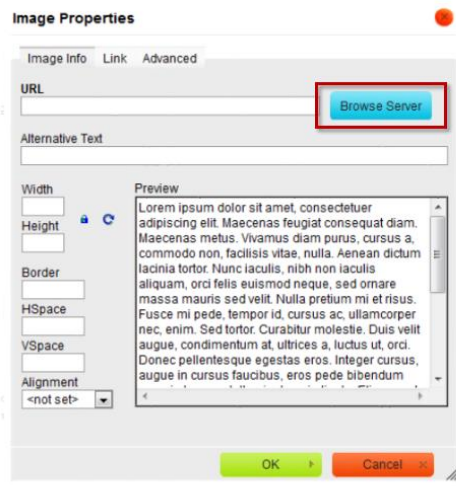 Image Properties
Image Info Link Advanced
URL
Browse Server
Alternative Text
Width
Height
Border
HSpace
VSpace
Alignment
<not set>
Preview
Lorem ipsum dolor sit amet, consectetuer
adipiscing elit. Maecenas feugiat consequat diam.
Maecenas metus. Vivamus diam purus, cursus a,
commodo non, facilisis vitae, nulla. Aenean dictum
lacinia tortor. Nunc iaculis, nibh non iaculis
aliquam, orci felis euismod neque, sed ornare
massa mauris sed velit. Nulla pretium mi et risus.
Fusce mi pede, tempor id, cursus ac, ullamcorper
nec, enim. Sed tortor. Curabitur molestie. Duis velit
augue, condimentum at, ultrices a, luctus ut, orci.
Donec pellentesque egestas eros. Integer cursus,
augue in cursus faucibus, eros pede bibendum
OK Cancel